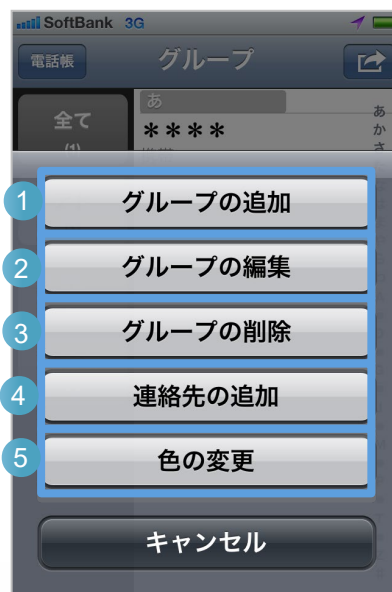 SoftBank 3G
電話帳 グループ
あ
全て
****
(1)
あ
か
さ
1 グループの追加
2 グループの編集
3 グループの削除
4 連絡先の追加
5 色の変更
キャンセル